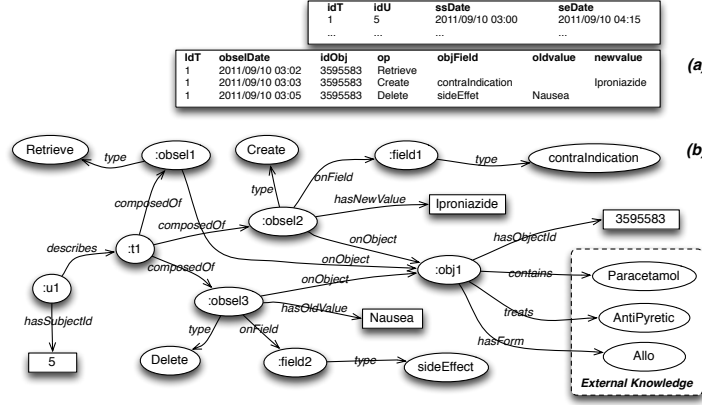 idT idU ssDate seDate
1 5 2011/09/10 03:00 2011/09/10 04:15
... ... ... ...
IdT obselDate idObj op objField oldvalue newvalue
1 2011/09/10 03:02 3595583 Retrieve
1 2011/09/10 03:03 3595583 Create contraIndication Iproniazide
1 2011/09/10 03:05 3595583 Delete sideEffet Nausea
(a)
(b)
Retrieve type :obsel1 Create :field1 type contraIndication
type onField
composedOf :obsel2 hasNewValue Iproniazide
composedOf 3595583
describes :t1 onObject hasObjectId
composedOf onObject :obj1 contains Paracetamol
:u1 onObject
:obsel3 hasOldValue Nausea treats AntiPyretic
hasSubjectId type onField hasForm
5 Delete :field2 type sideEffect Allo
External Knowledge